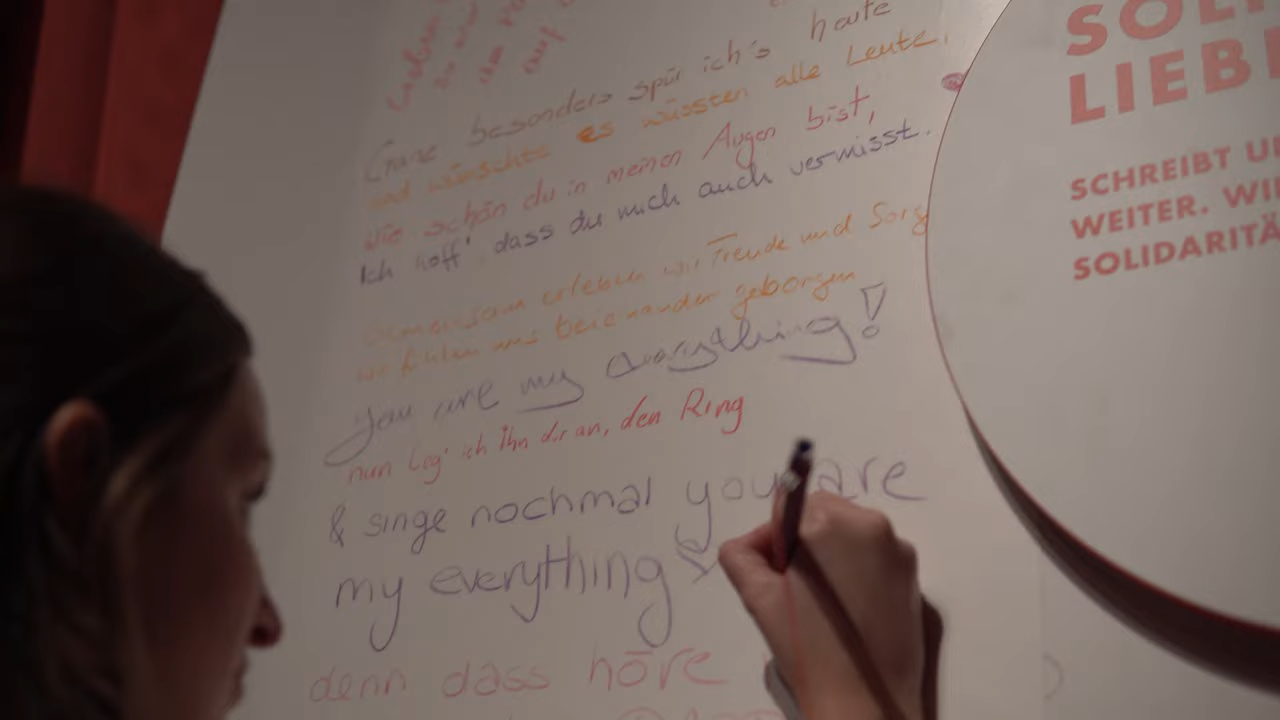 besonders spür ich's heute
und wünschte es wüssten alle Leute,
wie schön du in meinen Augen bist,
Ich hoff' dass du mich auch vermisst.
Gemeinsam erleben wir Freude und Sorg
wir fühlen uns beieinander geborgen
you are my everything!
nun leg' ich ihn dir an, den Ring
& singe nochmal you are
my everything
denn dass höre
LIEB
SCHREIBT U
WEITER. WI
SOLIDARITÄ